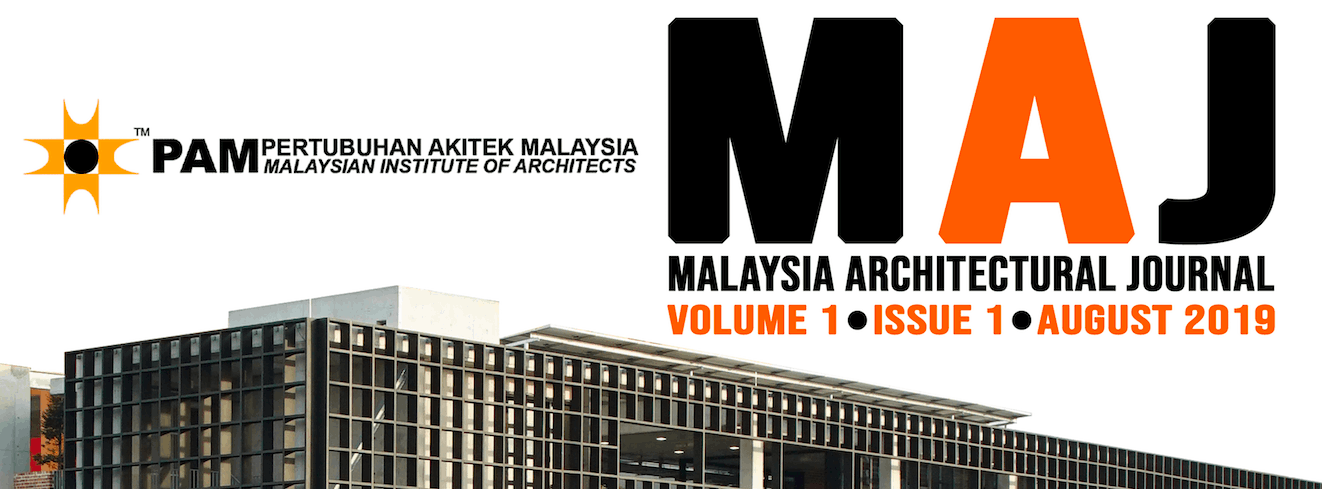 TM
PAM
PERTUBUHAN AKITEK MALAYSIA
MALAYSIAN INSTITUTE OF ARCHITECTS
MAJ
MALAYSIA ARCHITECTURAL JOURNAL
VOLUME 1 ● ISSUE 1 ● AUGUST 2019